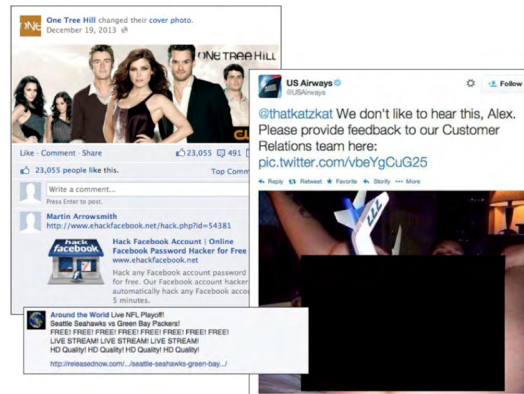 One Tree Hill changed their cover photo.
December 19, 2013
ONE TREE HILL
Like · Comment · Share
23,055 491
23,055 people like this.
Top Comm
Write a comment...
Press Enter to post.
Martin Arrowsmith
http://www.ehackfacebook.net/hack.php?id=54381
hack
facebook
Hack Facebook Account | Online
Facebook Password Hacker for Free
www.ehackfacebook.net
Hack any Facebook account password
for free. Our Facebook account hacker
automatically hack any Facebook acco
5 minutes.
US Airways
@USAirways
Follow
@thatkatzkat We don't like to hear this, Alex.
Please provide feedback to our Customer
Relations team here:
pic.twitter.com/vbeYgCuG25
Reply Retweet Favorite Storify ••• More
Around the World Live NFL Playoff!
Seattle Seahawks vs Green Bay Packers!
FREE! FREE! FREE! FREE! FREE! FREE! FREE! FREE!
LIVE STREAM! LIVE STREAM! LIVE STREAM!
HD Quality! HD Quality! HD Quality! HD Quality!
http://releasednow.com/.../seattle-seahawks-green-bay.../